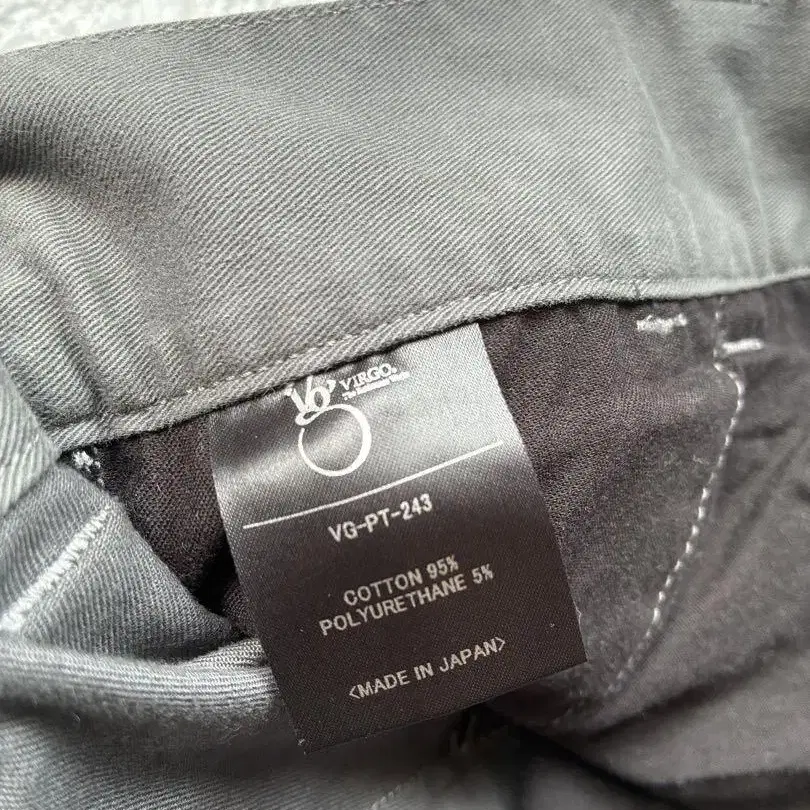 VIRGO.
VG-PT-243
COTTON 95%
POLYURETHANE 5%
<MADE IN JAPAN>